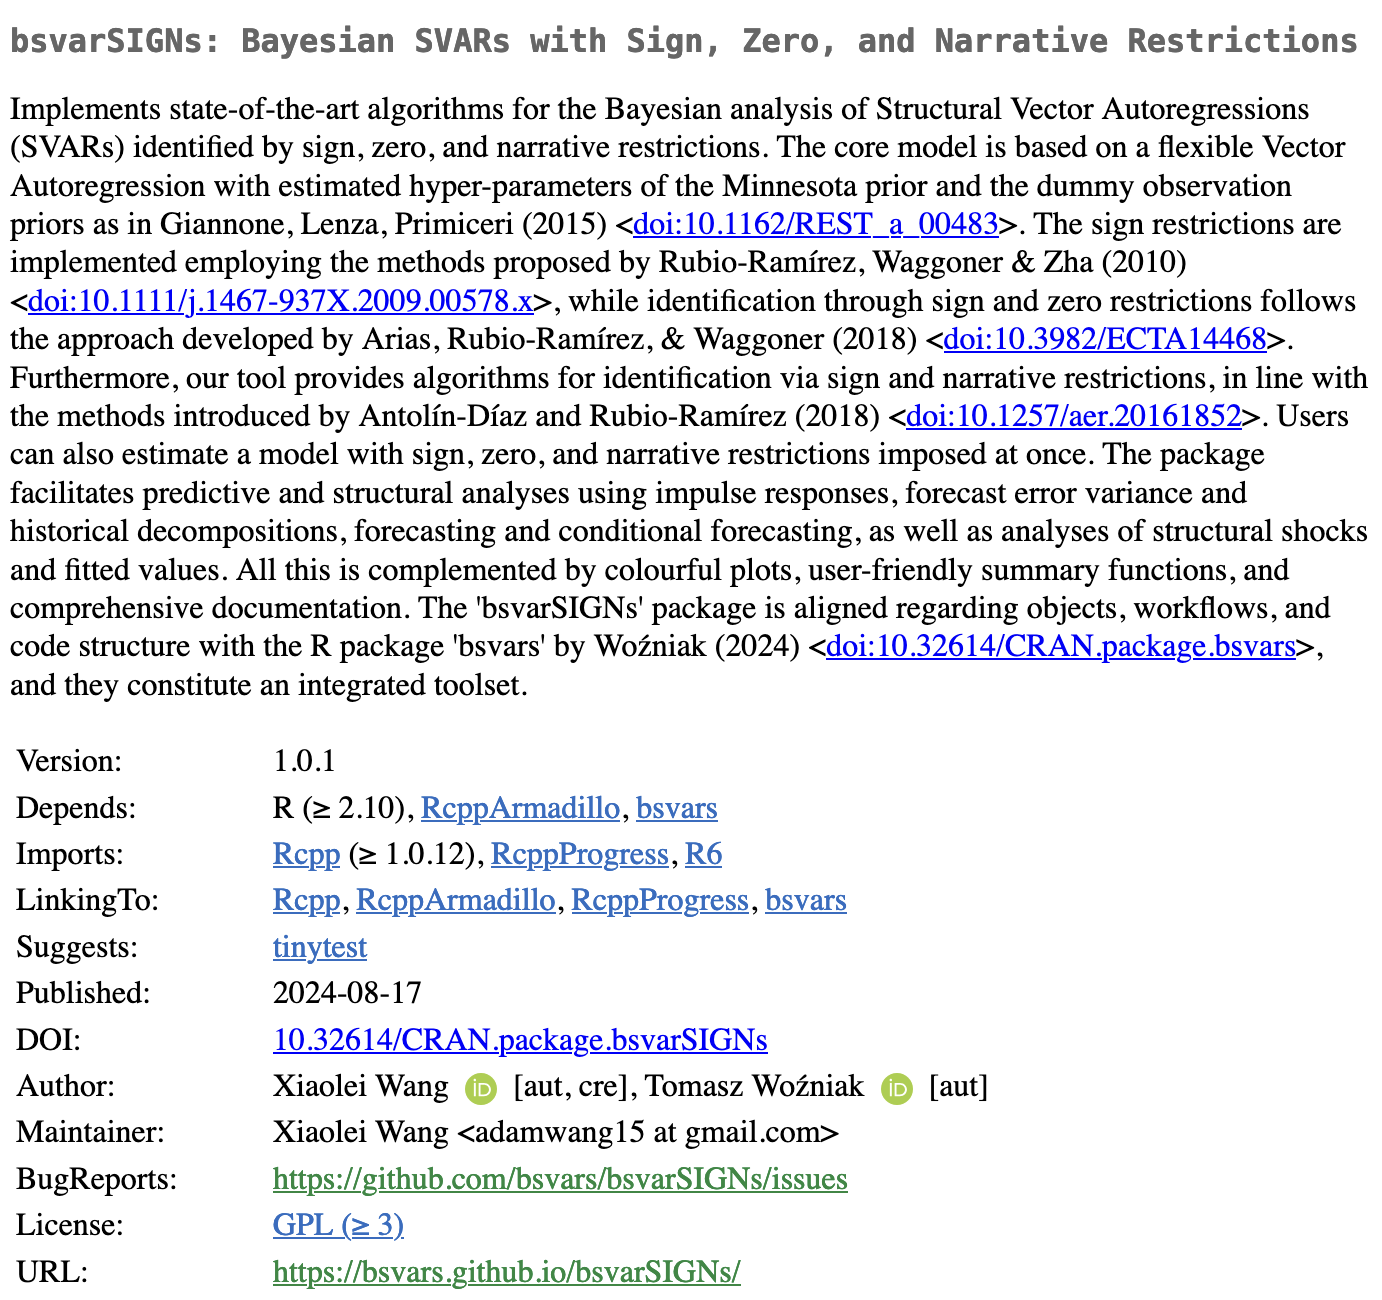 bsvarSIGNs: Bayesian SVARs with Sign, Zero, and Narrative Restrictions
Implements state-of-the-art algorithms for the Bayesian analysis of Structural Vector Autoregressions
(SVARs) identified by sign, zero, and narrative restrictions. The core model is based on a flexible Vector
Autoregression with estimated hyper-parameters of the Minnesota prior and the dummy observation
priors as in Giannone, Lenza, Primiceri (2015) <doi:10.1162/REST_a_00483>. The sign restrictions are
implemented employing the methods proposed by Rubio-Ramírez, Waggoner & Zha (2010)
<doi:10.1111/j.1467-937X.2009.00578.x>, while identification through sign and zero restrictions follows
the approach developed by Arias, Rubio-Ramírez, & Waggoner (2018) <doi:10.3982/ECTA14468>.
Furthermore, our tool provides algorithms for identification via sign and narrative restrictions, in line with
the methods introduced by Antolín-Díaz and Rubio-Ramírez (2018) <doi:10.1257/aer.20161852>. Users
can also estimate a model with sign, zero, and narrative restrictions imposed at once. The package
facilitates predictive and structural analyses using impulse responses, forecast error variance and
historical decompositions, forecasting and conditional forecasting, as well as analyses of structural shocks
and fitted values. All this is complemented by colourful plots, user-friendly summary functions, and
comprehensive documentation. The 'bsvarSIGNs' package is aligned regarding objects, workflows, and
code structure with the R package 'bsvars' by Woźniak (2024) <doi:10.32614/CRAN.package.bsvars>,
and they constitute an integrated toolset.
Version: 1.0.1
Depends: R (≥ 2.10), RcppArmadillo, bsvars
Imports: Rcpp (≥ 1.0.12), RcppProgress, R6
LinkingTo: Rcpp, RcppArmadillo, RcppProgress, bsvars
Suggests: tinytest
Published: 2024-08-17
DOI: 10.32614/CRAN.package.bsvarSIGNs
Author: Xiaolei Wang iD [aut, cre], Tomasz Woźniak iD [aut]
Maintainer: Xiaolei Wang <adamwang15 at gmail.com>
BugReports: https://github.com/bsvars/bsvarSIGNs/issues
License: GPL (≥ 3)
URL: https://bsvars.github.io/bsvarSIGNs/